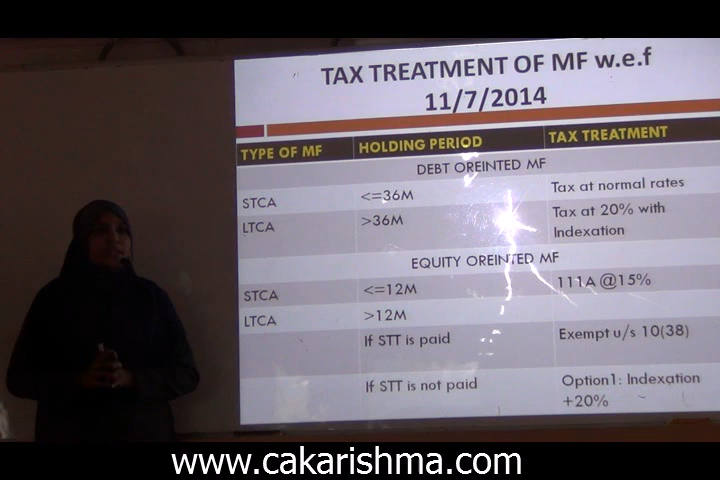 TAX TREATMENT OF MF w.e.f
11/7/2014
TYPE OF MF HOLDING PERIOD TAX TREATMENT
DEBT OREINTED MF
STCA <=36M Tax at normal rates
LTCA >36M Tax at 20% with
Indexation
EQUITY OREINTED MF
STCA <=12M 111A @15%
LTCA >12M
If STT is paid Exempt u/s 10(38)
If STT is not paid Option1: Indexation
+20%
www.cakarishma.com